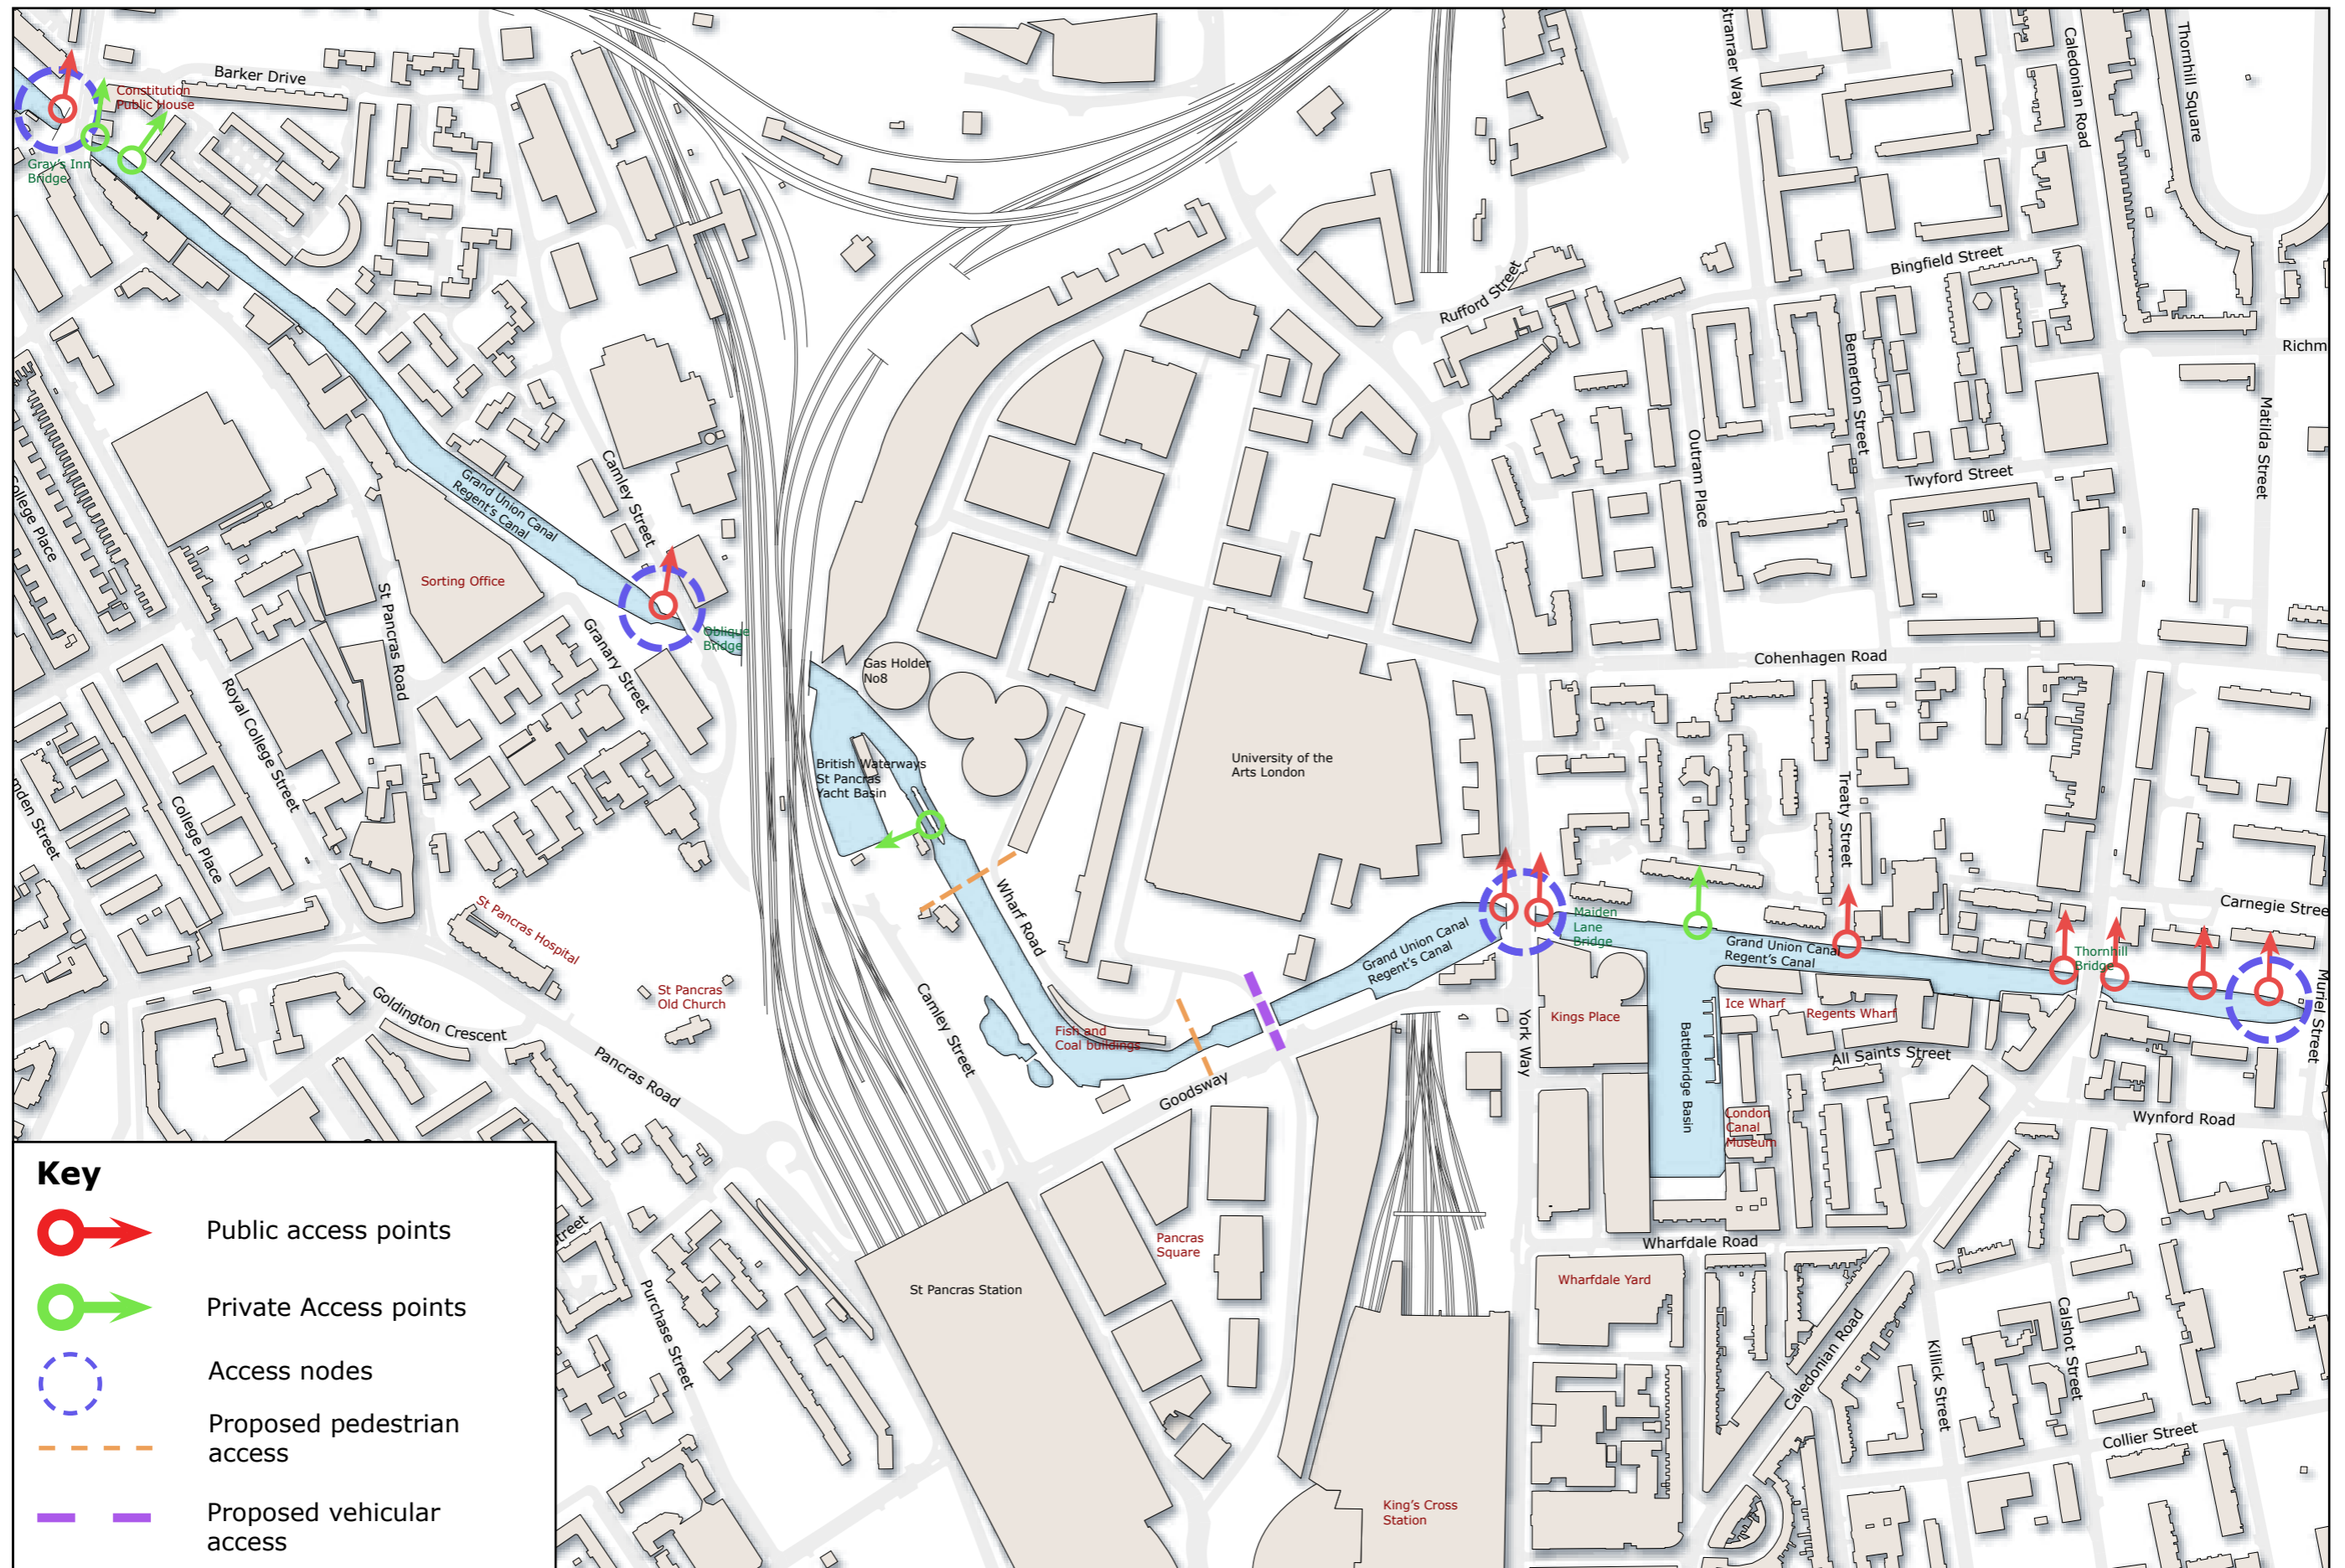 Barker Drive
Constitution
Public House
Gray's Inn
Bridge
Stranraer Way
Caledonian Road
Thornhill Square
Rufford Street
Bingfield Street
Bemerton Street
Outram Place
Twyford Street
Matilda Street
Camley Street
Grand Union Canal
Regent's Canal
Sorting Office
College Place
St Pancras Road
Granary Street
Oblique
Bridge
Royal College Street
College Place
Gas Holder
No8
British Waterways
St Pancras
Yacht Basin
University of the
Arts London
Cohenhagen Road
Treaty Street
Wharf Road
St Pancras Hospital
St Pancras
Old Church
Goldington Crescent
Pancras Road
Camley Street
Fish and
Coal buildings
Goodsway
Grand Union Canal
Regent's Canal
Maiden
Lane
Bridge
Grand Union Canal
Regent's Canal
Thornhill
Bridge
Muriel Street
York Way
Kings Place
Battlebridge Basin
Ice Wharf
Regents Wharf
All Saints Street
London
Canal
Museum
Wynford Road
Wharfdale Road
Wharfdale Yard
Pancras
Square
St Pancras Station
Purchase Street
King's Cross
Station
Caledonian Road
Killick Street
Calshot Street
Collier Street
Key
Public access points
Private Access points
Access nodes
Proposed pedestrian
access
Proposed vehicular
access